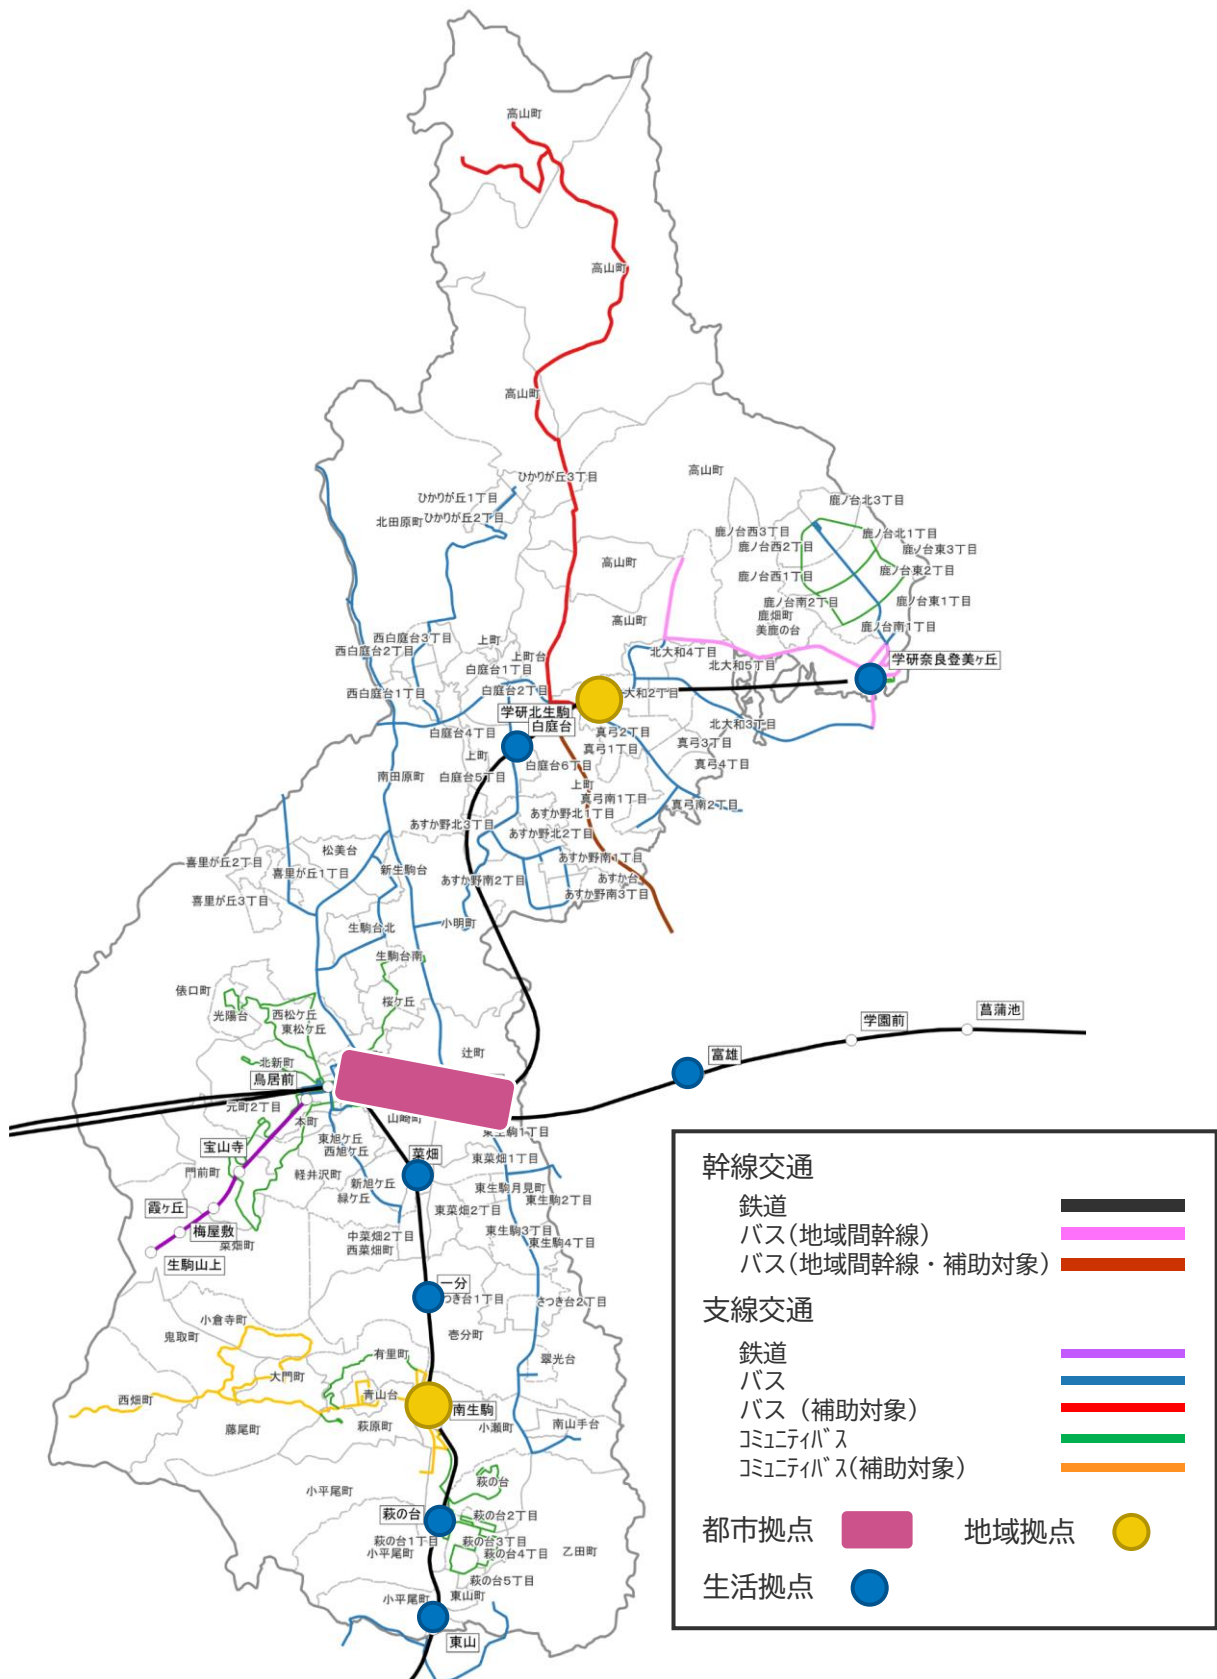 高山町
高山町
高山町
高山町
ひかりが丘3丁目
ひかりが丘1丁目
北田原町
ひかりが丘2丁目
鹿ノ台北3丁目
鹿ノ台西3丁目
鹿ノ台北1丁目
鹿ノ台西2丁目
鹿ノ台東3丁目
高山町
鹿ノ台西1丁目
鹿ノ台東2丁目
鹿ノ台南2丁目
鹿ノ台東1丁目
鹿畑町
高山町
美鹿の台
鹿ノ台南1丁目
西白庭台3丁目
上町
西白庭台2丁目
北大和4丁目
学研奈良登美ヶ丘
上町台
北大和5丁目
白庭台1丁目
西白庭台1丁目
白庭台2丁目
大和2丁目
学研北生駒
白庭台
北大和3丁目
白庭台4丁目
真弓2丁目
真弓3丁目
真弓1丁目
上町
白庭台6丁目
真弓4丁目
南田原町
白庭台5丁目
上町
真弓南1丁目
真弓南2丁目
あすか野北1丁目
あすか野北3丁目
あすか野北2丁目
松美台
喜里が丘2丁目
喜里が丘1丁目
新生駒台
あすか野南1丁目
あすか野南2丁目
あすか台
あすか野南3丁目
喜里が丘3丁目
生駒台北
小明町
生駒台南
俵口町
光陽台
西松ケ丘
東松ケ丘
桜ケ丘
菖蒲池
学園前
富雄
辻町
北新町
鳥居前
元町2丁目
本町
山崎町
東生駒1丁目
宝山寺
東旭ケ丘
西旭ケ丘
菜畑
東菜畑1丁目
門前町
軽井沢町
新旭ケ丘
緑ケ丘
東生駒月見町
東生駒2丁目
霞ヶ丘
東菜畑2丁目
梅屋敷
菜畑町
中菜畑2丁目
西菜畑町
東生駒3丁目
東生駒4丁目
生駒山上
一分
つき台1丁目
さつき台2丁目
小倉寺町
鬼取町
壱分町
有里町
翠光台
大門町
西畑町
青山台
南生駒
藤尾町
萩原町
小瀬町
南山手台
萩の台
小平尾町
萩の台
萩の台2丁目
萩の台1丁目
萩の台3丁目
小平尾町
萩の台4丁目
乙田町
萩の台5丁目
小平尾町
東山町
東山
幹線交通
鉄道
バス(地域間幹線)
バス(地域間幹線・補助対象)
支線交通
鉄道
バス
バス（補助対象）
ｺﾐｭﾆﾃｨﾊﾞｽ
ｺﾐｭﾆﾃｨﾊﾞｽ(補助対象)
都市拠点
地域拠点
生活拠点